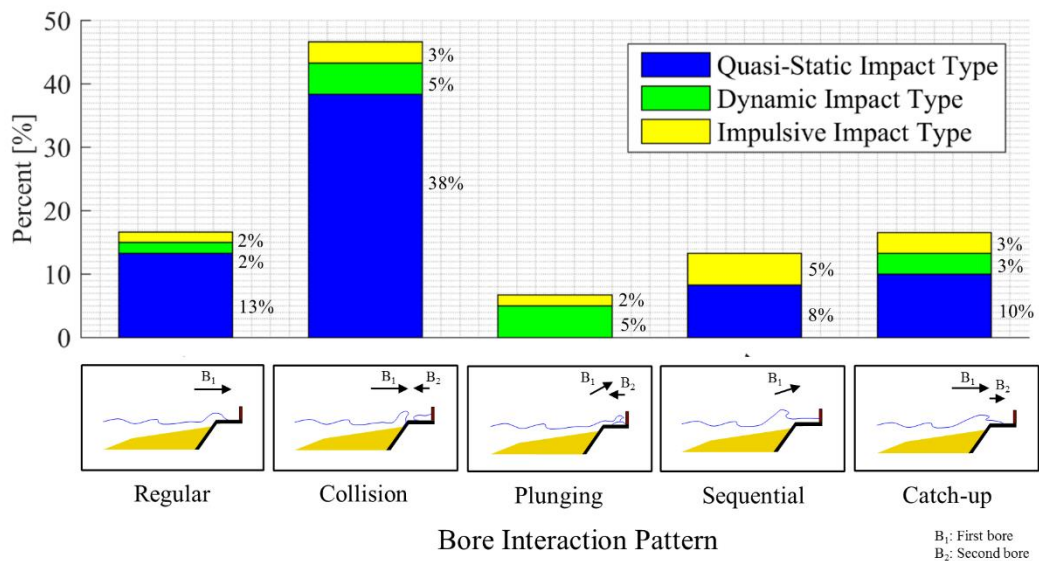 50
40
30
20
10
0
Percent [%]
Quasi-Static Impact Type
Dynamic Impact Type
Impulsive Impact Type
2%
2%
13%
3%
5%
38%
2%
5%
5%
8%
3%
3%
10%
B₁
B₁ B₂
B₁ B₂
B₁
B₁ B₂
Regular
Collision
Plunging
Sequential
Catch-up
Bore Interaction Pattern
B₁: First bore
B₂: Second bore